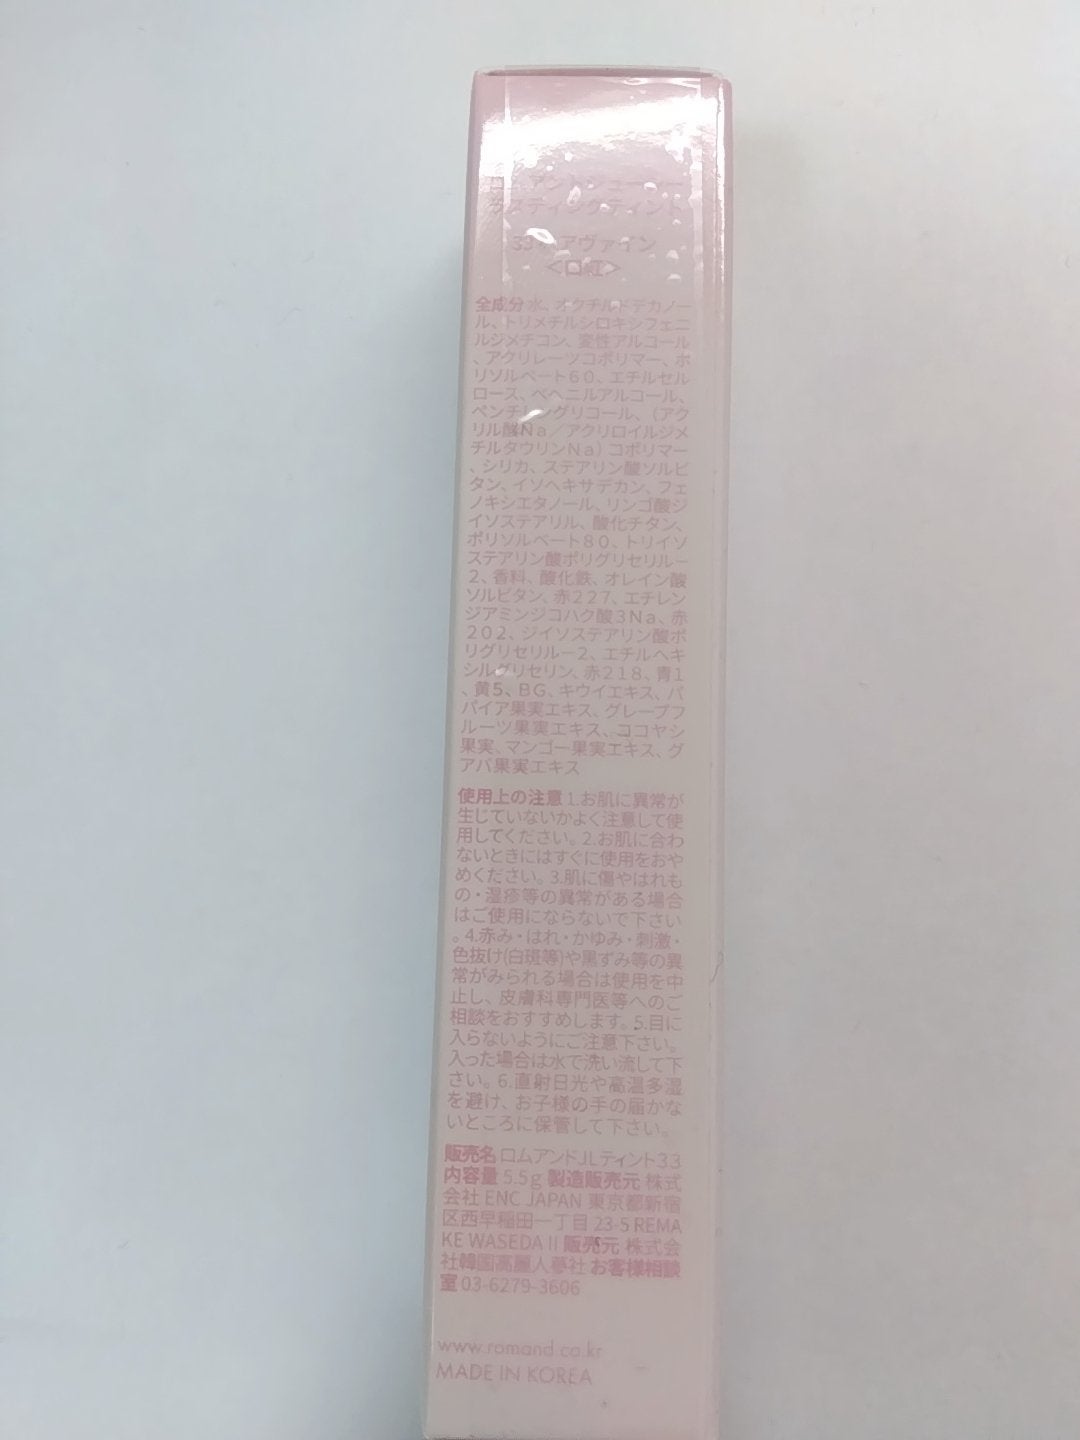 ラスティングティント
アヴァイン
<口紅>
全成分 水、オクチルドデカノー
ル、トリメチルシロキシフェニ
ルジメチコン、変性アルコール
、アクリレーツコポリマー、ポ
リソルベート60、エチルセル
ロース、ベヘニルアルコール、
ペンチレングリコール、(アク
リル酸Na/アクリロイルジメ
チルタウリンNa)コポリマー
、シリカ、ステアリン酸ソルビ
タン、イソヘキサデカン、フェ
ノキシエタノール、リンゴ酸ジ
イソステアリル、酸化チタン、
ポリソルベート80、トリイソ
ステアリン酸ポリグリセリル-
2、香料、酸化鉄、オレイン酸
ソルビタン、赤227、エチレン
ジアミンジコハク酸3Na、赤
202、ジイソステアリン酸ポ
リグリセリル-2、エチルヘキ
シルグリセリン、赤218、青1
、黄5、BG、キウイエキス、パ
パイア果実エキス、グレープフ
ルーツ果実エキス、ココヤシ
果実、マンゴー果実エキス、グ
アバ果実エキス
使用上の注意 1.お肌に異常が
生じていないかよく注意して使
用してください。2.お肌に合わ
ないときにはすぐに使用をおや
めください。3.肌に傷やはれも
の・湿疹等の異常がある場合
はご使用にならないで下さい
。4.赤み・はれ・かゆみ・刺激・
色抜け(白斑等)や黒ずみ等の異
常がみられる場合は使用を中
止し、皮膚科専門医等へのご
相談をおすすめします。5.目に
入らないようにご注意下さい。
入った場合は水で洗い流して下
さい。6.直射日光や高温多湿
を避け、お子様の手の届かな
いところに保管して下さい。
販売名 ロムアンドJLティント33
内容量 5.5g 製造販売元 株式
会社 ENC JAPAN 東京都新宿
区西早稲田一丁目 23-5 REMA
KE WASEDA II 販売元 株式会
社韓国高麗人蔘社 お客様相談
室 03-6279-3606
www.romand.co.kr
MADE IN KOREA